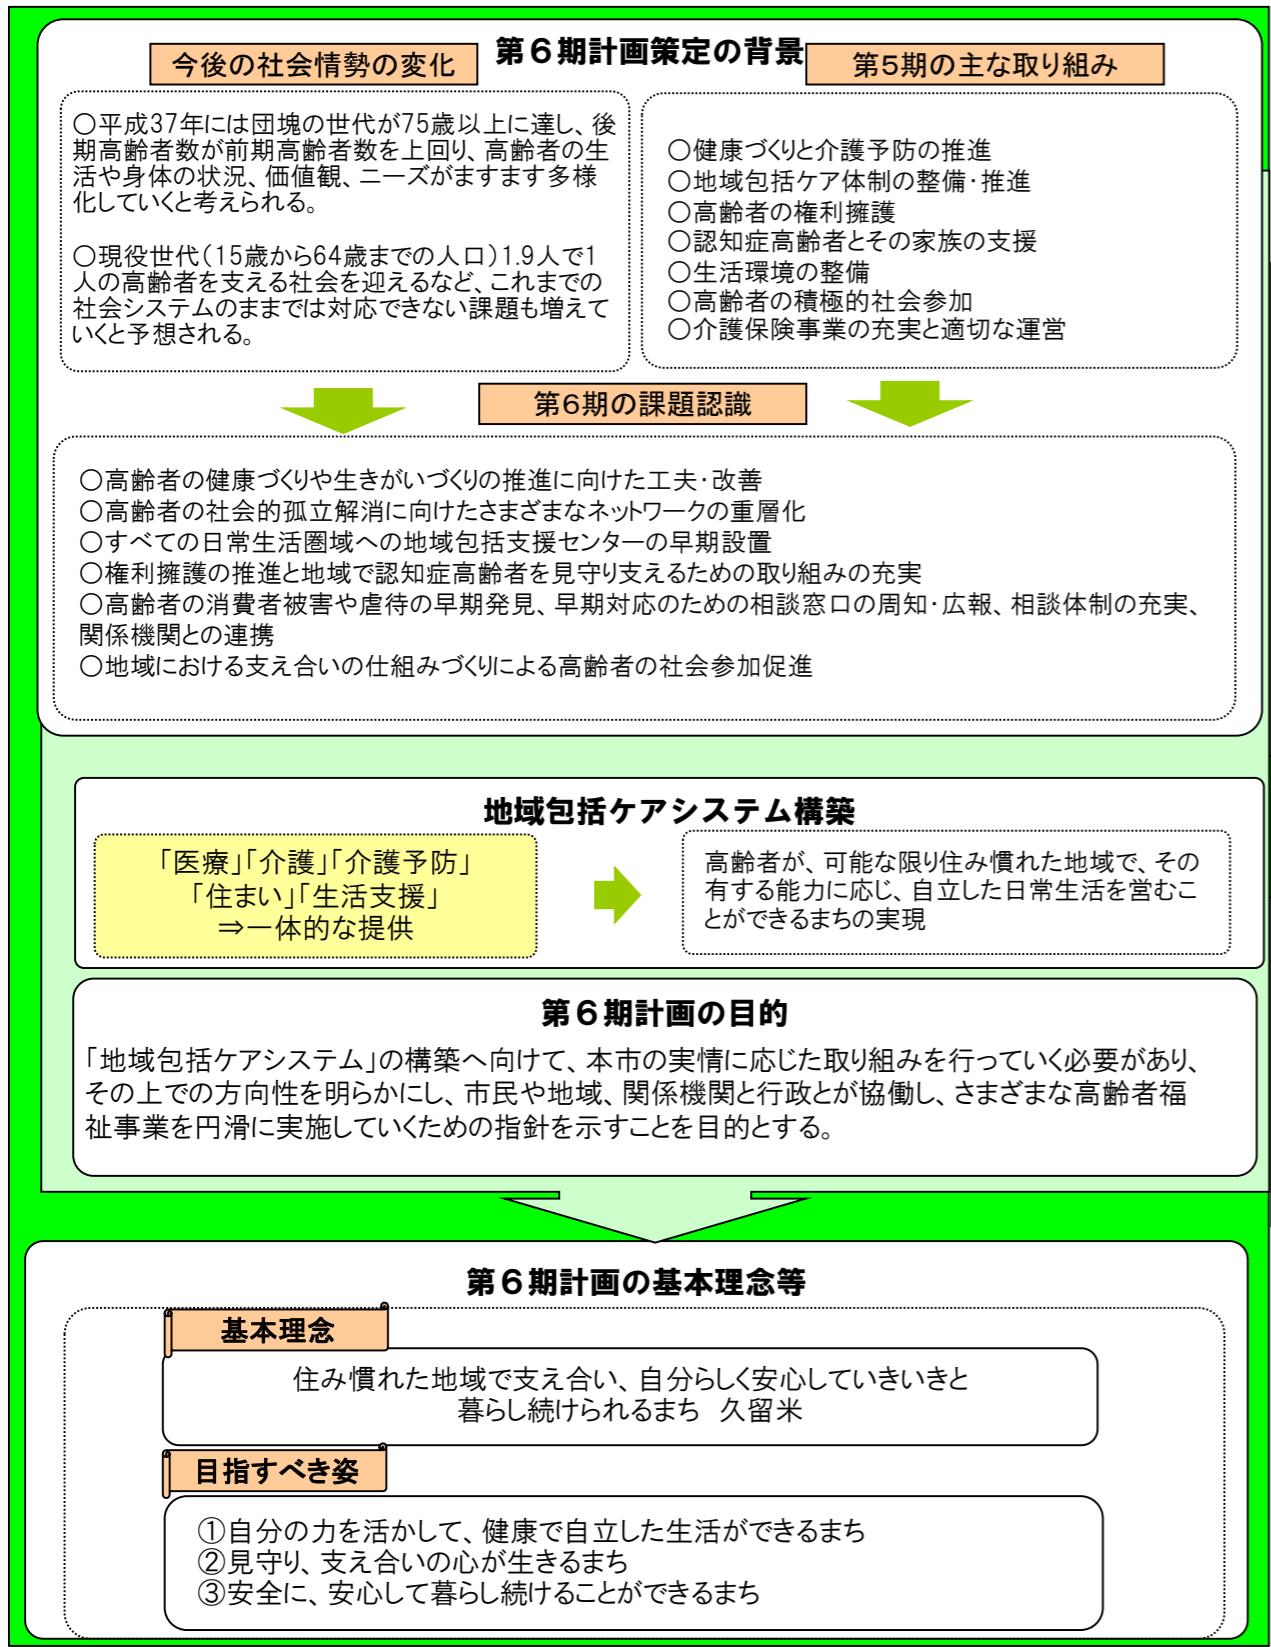 第６期計画策定の背景
今後の社会情勢の変化
○平成37年には団塊の世代が75歳以上に達し、後
期高齢者数が前期高齢者数を上回り、高齢者の生
活や身体の状況、価値観、ニーズがますます多様
化していくと考えられる。
○現役世代（15歳から64歳までの人口）1.9人で1
人の高齢者を支える社会を迎えるなど、これまでの
社会システムのままでは対応できない課題も増えて
いくと予想される。
第5期の主な取り組み
○健康づくりと介護予防の推進
○地域包括ケア体制の整備・推進
○高齢者の権利擁護
○認知症高齢者とその家族の支援
○生活環境の整備
○高齢者の積極的社会参加
○介護保険事業の充実と適切な運営
第6期の課題認識
○高齢者の健康づくりや生きがいづくりの推進に向けた工夫・改善
○高齢者の社会的孤立解消に向けたさまざまなネットワークの重層化
○すべての日常生活圏域への地域包括支援センターの早期設置
○権利擁護の推進と地域で認知症高齢者を見守り支えるための取り組みの充実
○高齢者の消費者被害や虐待の早期発見、早期対応のための相談窓口の周知・広報、相談体制の充実、
関係機関との連携
○地域における支え合いの仕組みづくりによる高齢者の社会参加促進
地域包括ケアシステム構築
「医療」「介護」「介護予防」
「住まい」「生活支援」
⇒一体的な提供
高齢者が、可能な限り住み慣れた地域で、その
有する能力に応じ、自立した日常生活を営むこ
とができるまちの実現
第６期計画の目的
「地域包括ケアシステム」の構築へ向けて、本市の実情に応じた取り組みを行っていく必要があり、
その上での方向性を明らかにし、市民や地域、関係機関と行政とが協働し、さまざまな高齢者福
祉事業を円滑に実施していくための指針を示すことを目的とする。
第６期計画の基本理念等
基本理念
住み慣れた地域で支え合い、自分らしく安心していきいきと
暮らし続けられるまち　久留米
目指すべき姿
①自分の力を活かして、健康で自立した生活ができるまち
②見守り、支え合いの心が生きるまち
③安全に、安心して暮らし続けることができるまち